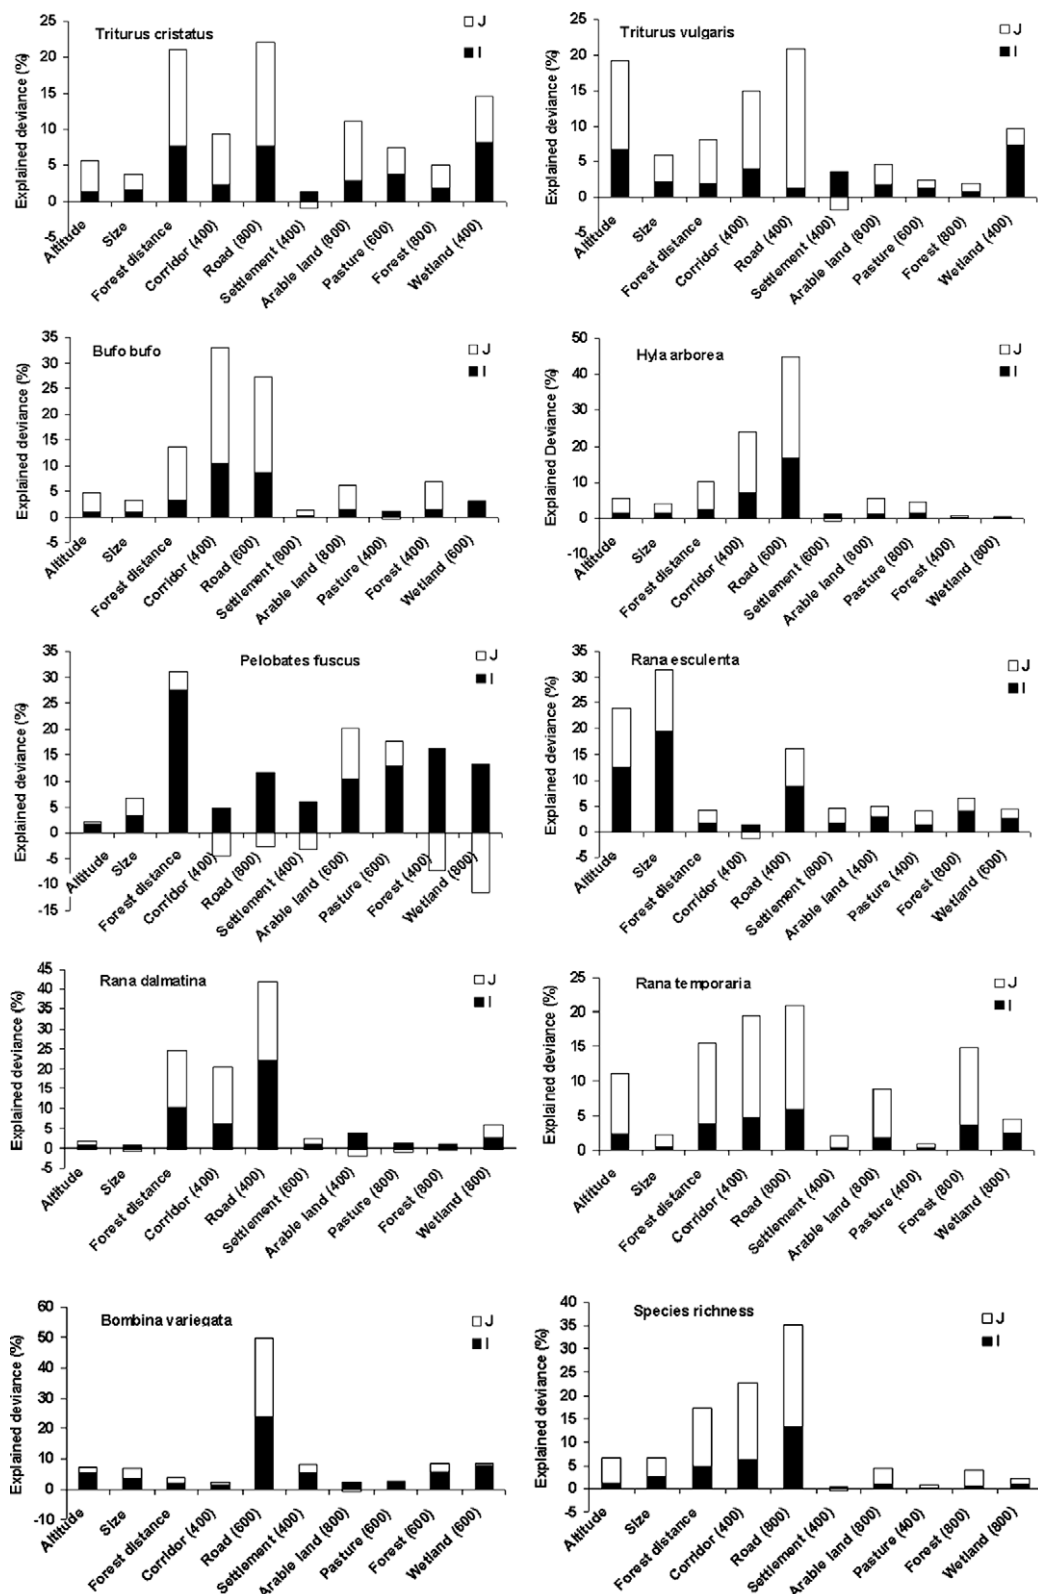 Triturus cristatus
J
I
Explained deviance (%)
25
20
15
10
5
0
-5
Altitude
Size
Forest distance
Corridor (400)
Road (800)
Settlement (400)
Arable land (800)
Pasture (600)
Forest (800)
Wetland (400)
Triturus vulgaris
J
I
Explained deviance (%)
25
20
15
10
5
0
-5
Altitude
Size
Forest distance
Corridor (400)
Road (400)
Settlement (400)
Arable land (800)
Pasture (600)
Forest (800)
Wetland (400)
Bufo bufo
J
I
Explained deviance (%)
35
30
25
20
15
10
5
0
-5
Altitude
Size
Forest distance
Corridor (400)
Road (600)
Settlement (800)
Arable land (800)
Pasture (400)
Forest (400)
Wetland (600)
Hyla arborea
J
I
Explained Deviance (%)
50
40
30
20
10
0
-10
Altitude
Size
Forest distance
Corridor (400)
Road (600)
Settlement (600)
Arable land (800)
Pasture (800)
Forest (400)
Wetland (800)
Pelobates fuscus
J
I
Explained deviance (%)
35
30
25
20
15
10
5
0
-5
-10
-15
Altitude
Size
Forest distance
Corridor (400)
Road (800)
Settlement (400)
Arable land (600)
Pasture (600)
Forest (400)
Wetland (800)
Rana esculenta
J
I
Explained deviance (%)
35
30
25
20
15
10
5
0
-5
Altitude
Size
Forest distance
Corridor (400)
Road (400)
Settlement (800)
Arable land (400)
Pasture (400)
Forest (800)
Wetland (600)
Rana dalmatina
J
I
Explained deviance (%)
45
40
35
30
25
20
15
10
5
0
-5
Altitude
Size
Forest distance
Corridor (400)
Road (400)
Settlement (600)
Arable land (400)
Pasture (800)
Forest (800)
Wetland (800)
Rana temporaria
J
I
Explained deviance (%)
25
20
15
10
5
0
Altitude
Size
Forest distance
Corridor (400)
Road (800)
Settlement (400)
Arable land (800)
Pasture (400)
Forest (800)
Wetland (800)
Bombina variegata
J
I
Explained deviance (%)
60
50
40
30
20
10
0
-10
Altitude
Size
Forest distance
Corridor (400)
Road (600)
Settlement (400)
Arable land (800)
Pasture (600)
Forest (600)
Wetland (600)
Species richness
J
I
Explained deviance (%)
40
35
30
25
20
15
10
5
0
-5
Altitude
Size
Forest distance
Corridor (400)
Road (800)
Settlement (400)
Arable land (800)
Pasture (400)
Forest (800)
Wetland (800)